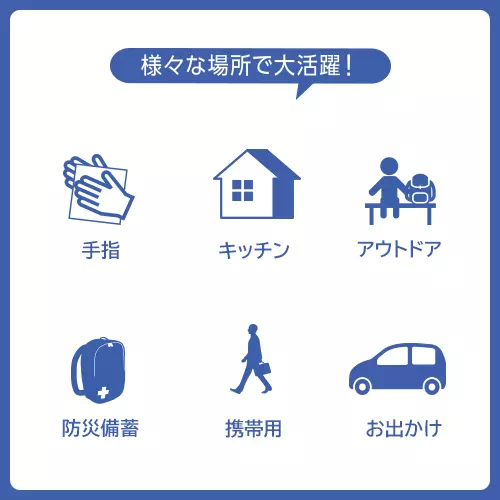 様々な場所で大活躍！
手指
キッチン
アウトドア
防災備蓄
携帯用
お出かけ